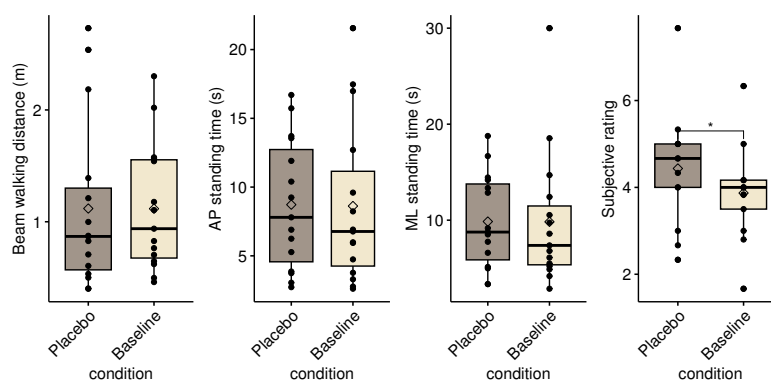 Beam walking distance (m)
2
1
Placebo
Baseline
condition
AP standing time (s)
20
15
10
5
Placebo
Baseline
condition
ML standing time (s)
30
20
10
Placebo
Baseline
condition
Subjective rating
6
4
2
*
Placebo
Baseline
condition